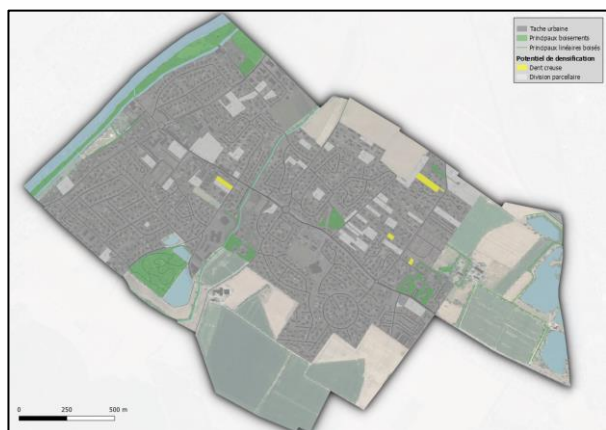 Tache urbaine
Principaux boisements
Principaux linéaires boisés
Potentiel de densification
Dent creuse
Division parcellaire
0 250 500 m